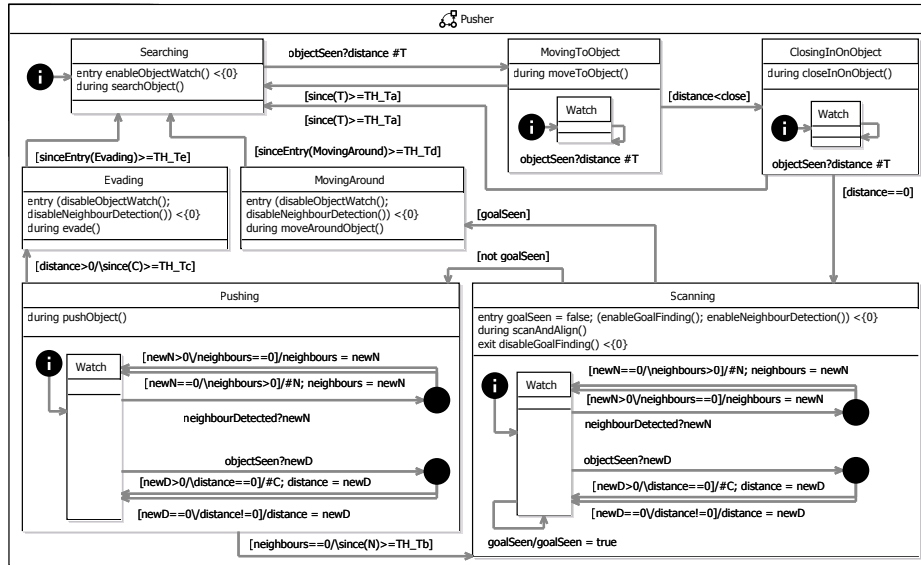 Pusher
Searching
entry enableObjectWatch() <{0}
during searchObject()
objectSeen?distance #T
MovingToObject
during moveToObject()
Watch
objectSeen?distance #T
ClosingInOnObject
during closeInOnObject()
Watch
objectSeen?distance #T
[since(T)>=TH_Ta]
[since(T)>=TH_Ta]
[distance<close]
[sinceEntry(Evading)>=TH_Te]
[sinceEntry(MovingAround)>=TH_Td]
Evading
entry (disableObjectWatch();
disableNeighbourDetection()) <{0}
during evade()
MovingAround
entry (disableObjectWatch();
disableNeighbourDetection()) <{0}
during moveAroundObject()
[distance==0]
[goalSeen]
[not goalSeen]
[distance>0/\since(C)>=TH_Tc]
Pushing
during pushObject()
Watch
[newN>0\/neighbours==0]/neighbours = newN
[newN==0/\neighbours>0]/#N; neighbours = newN
neighbourDetected?newN
objectSeen?newD
[newD>0/\distance==0]/#C; distance = newD
[newD==0\/distance!=0]/distance = newD
Scanning
entry goalSeen = false; (enableGoalFinding(); enableNeighbourDetection()) <{0}
during scanAndAlign()
exit disableGoalFinding() <{0}
Watch
[newN==0/\neighbours>0]/#N; neighbours = newN
[newN>0\/neighbours==0]/neighbours = newN
neighbourDetected?newN
objectSeen?newD
[newD>0/\distance==0]/#C; distance = newD
[newD==0\/distance!=0]/distance = newD
goalSeen/goalSeen = true
[neighbours==0/\since(N)>=TH_Tb]